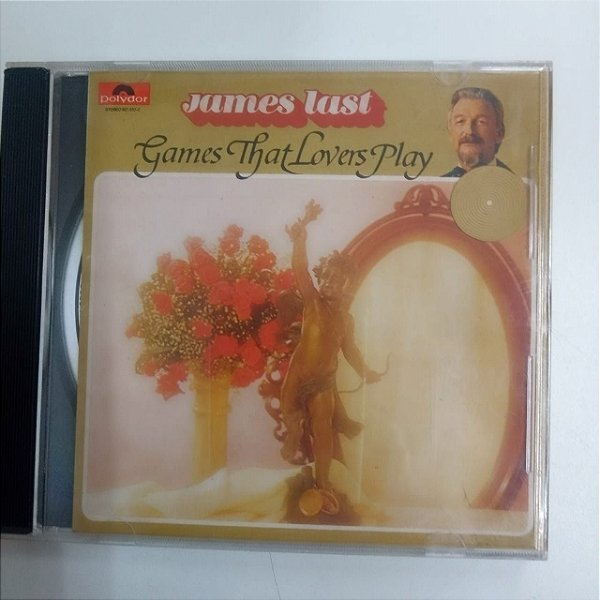 polydor
james last
Games That Lovers Play